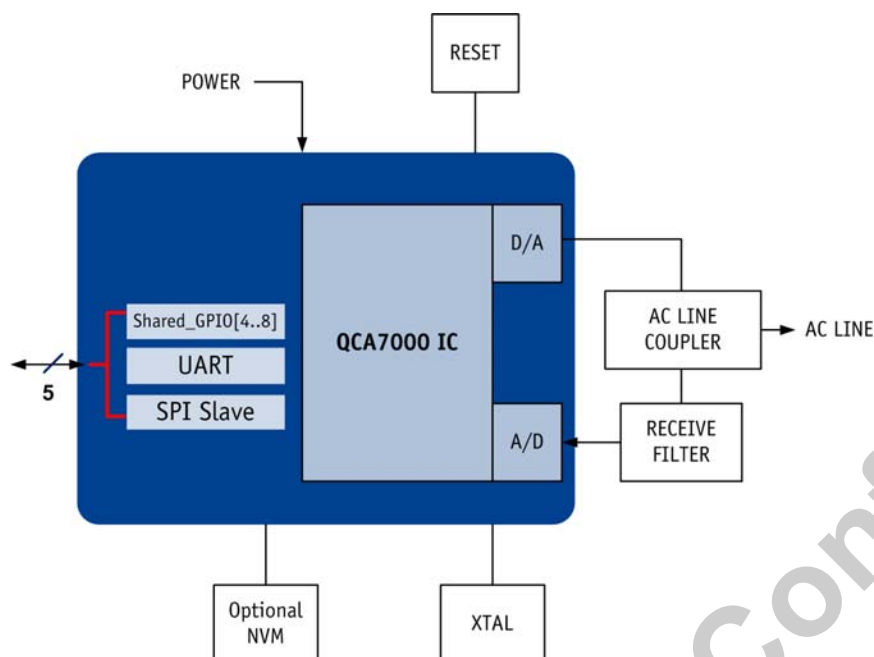 RESET
POWER
D/A
Shared_GPIO[4..8]
UART
SPI Slave
5
QCA7000 IC
AC LINE
COUPLER
AC LINE
A/D
RECEIVE
FILTER
Optional
NVM
XTAL